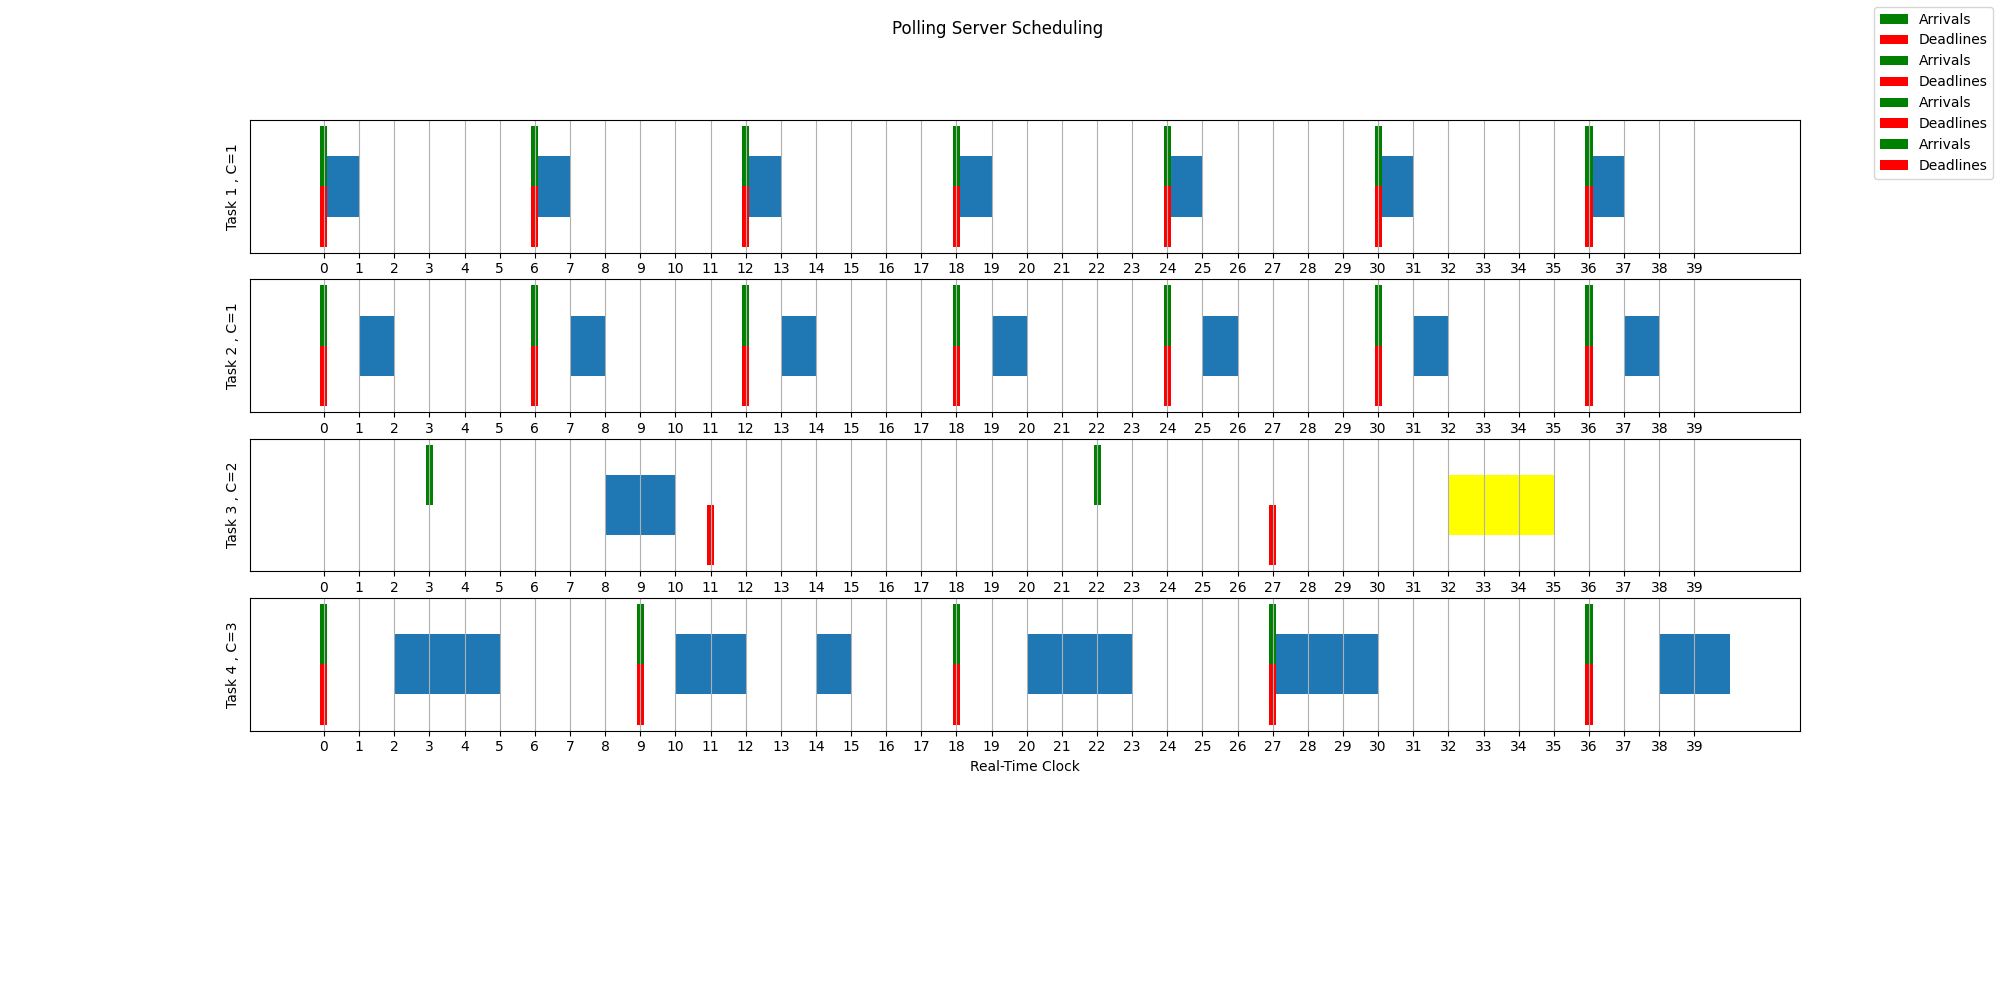 Polling Server Scheduling
Arrivals
Deadlines
Arrivals
Deadlines
Arrivals
Deadlines
Arrivals
Deadlines
Task 1 , C=1
0 1 2 3 4 5 6 7 8 9 10 11 12 13 14 15 16 17 18 19 20 21 22 23 24 25 26 27 28 29 30 31 32 33 34 35 36 37 38 39
Task 2 , C=1
0 1 2 3 4 5 6 7 8 9 10 11 12 13 14 15 16 17 18 19 20 21 22 23 24 25 26 27 28 29 30 31 32 33 34 35 36 37 38 39
Task 3 , C=2
0 1 2 3 4 5 6 7 8 9 10 11 12 13 14 15 16 17 18 19 20 21 22 23 24 25 26 27 28 29 30 31 32 33 34 35 36 37 38 39
Task 4 , C=3
0 1 2 3 4 5 6 7 8 9 10 11 12 13 14 15 16 17 18 19 20 21 22 23 24 25 26 27 28 29 30 31 32 33 34 35 36 37 38 39
Real-Time Clock